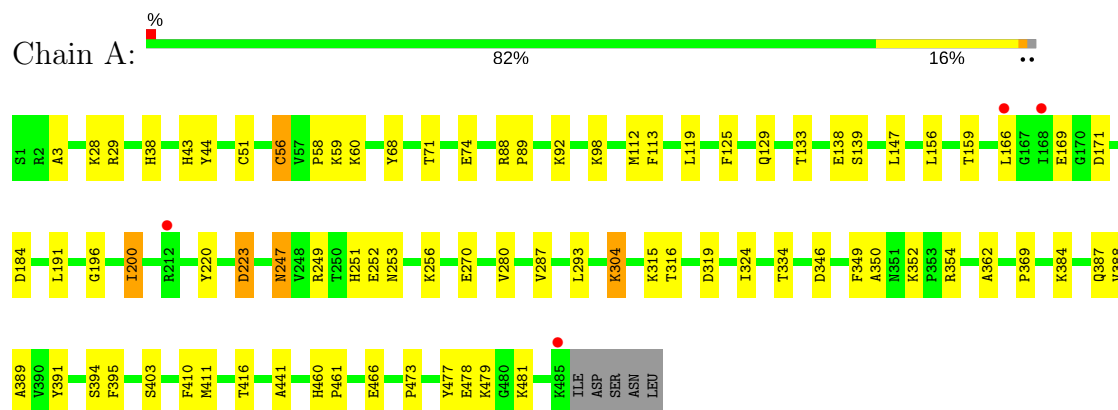 %
Chain A:
82% 16% ••
S1 R2 A3 K28 R29 H38 H43 Y44 C51 C56 V57 P58 K59 K60 Y68 T71 E74 R88 P89 K92 K98 M112 F113 L119 F125 Q129 T133 E138 S139 L147 L156 T159 L166 G167 I168 E169 G170 D171
D184 L191 G196 I200 R212 Y220 D223 N247 V248 R249 T250 H251 E252 N253 K256 E270 V280 V287 L293 K304 K315 T316 D319 I324 T334 D346 F349 A350 N351 K352 P353 R354 A362 P369 K384 Q387 V388
A389 V390 Y391 S394 F395 S403 F410 M411 T416 A441 H460 P461 E466 P473 Y477 E478 K479 G480 K481 K485 ILE ASP SER ASN LEU